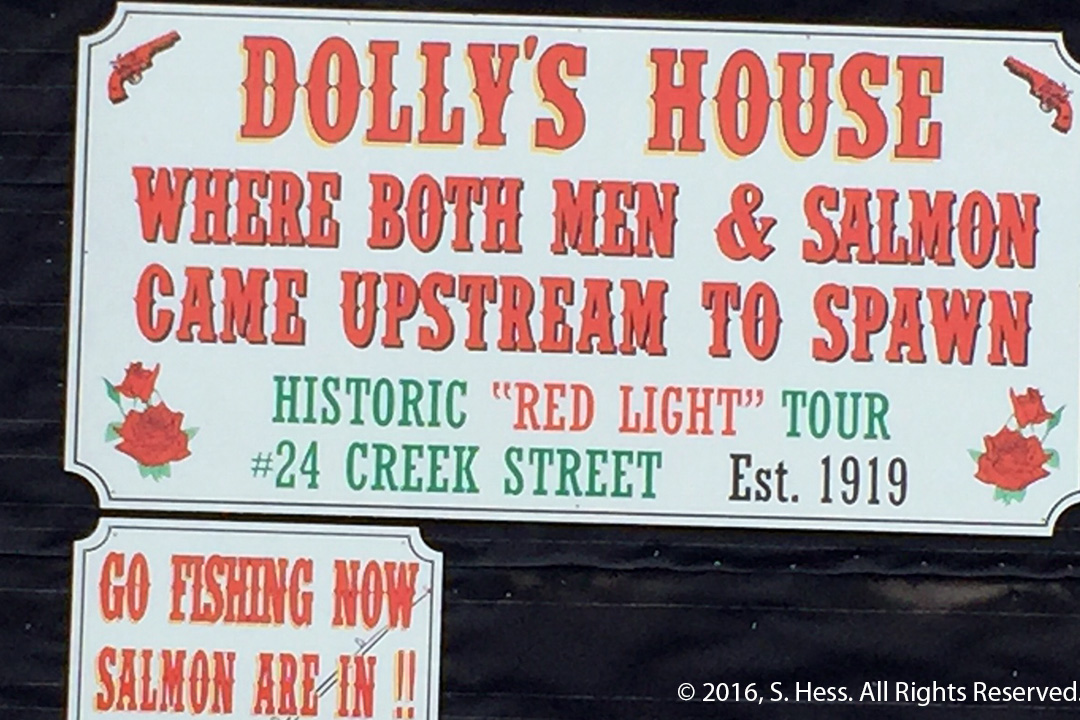 DOLLY'S HOUSE
WHERE BOTH MEN & SALMON
CAME UPSTREAM TO SPAWN
HISTORIC "RED LIGHT" TOUR
#24 CREEK STREET Est. 1919
GO FISHING NOW
SALMON ARE IN !!
© 2016, S. Hess. All Rights Reserved.